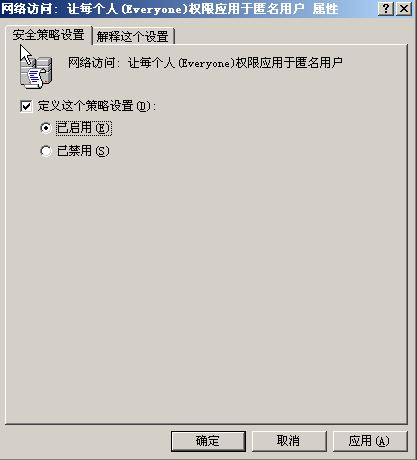 网络访问: 让每个人(Everyone)权限应用于匿名用户 属性
安全策略设置 解释这个设置
网络访问: 让每个人(Everyone)权限应用于匿名用户
定义这个策略设置(D):
已启用(E)
已禁用(S)
确定 取消 应用(A)